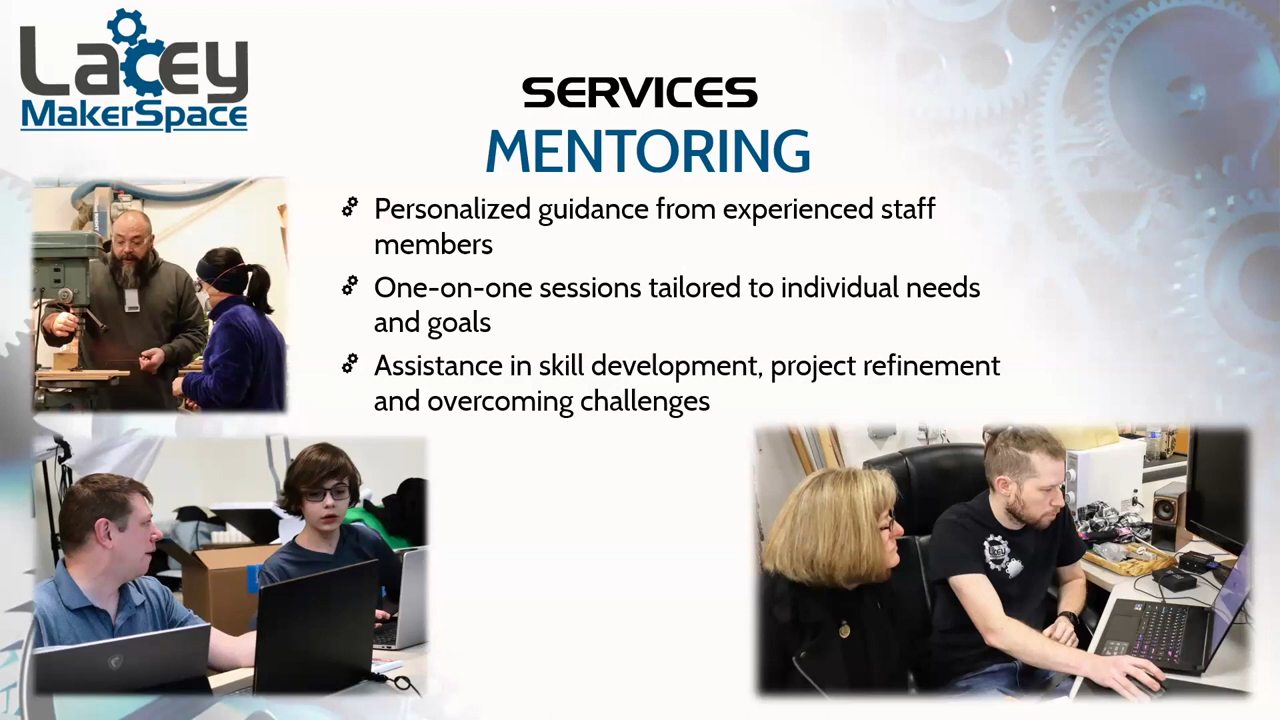 Lacey
MakerSpace
SERVICES
MENTORING
Personalized guidance from experienced staff
members
One-on-one sessions tailored to individual needs
and goals
Assistance in skill development, project refinement
and overcoming challenges
Lacey